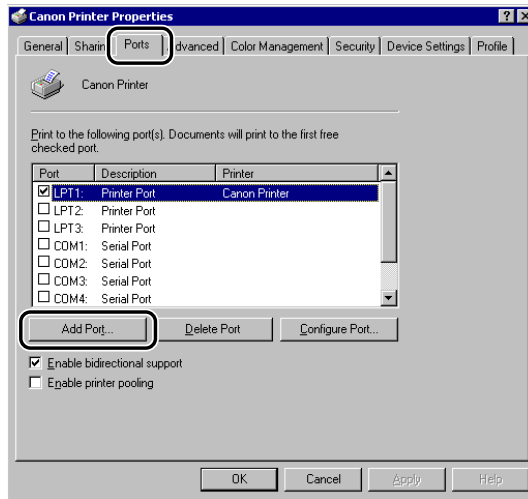 Canon Printer Properties
General Sharin Ports dvanced Color Management Security Device Settings Profile
Canon Printer
Print to the following port(s). Documents will print to the first free
checked port.
Port Description Printer
LPT1: Printer Port Canon Printer
LPT2: Printer Port
LPT3: Printer Port
COM1: Serial Port
COM2: Serial Port
COM3: Serial Port
COM4: Serial Port
Add Port... Delete Port Configure Port...
Enable bidirectional support
Enable printer pooling
OK Cancel Apply Help